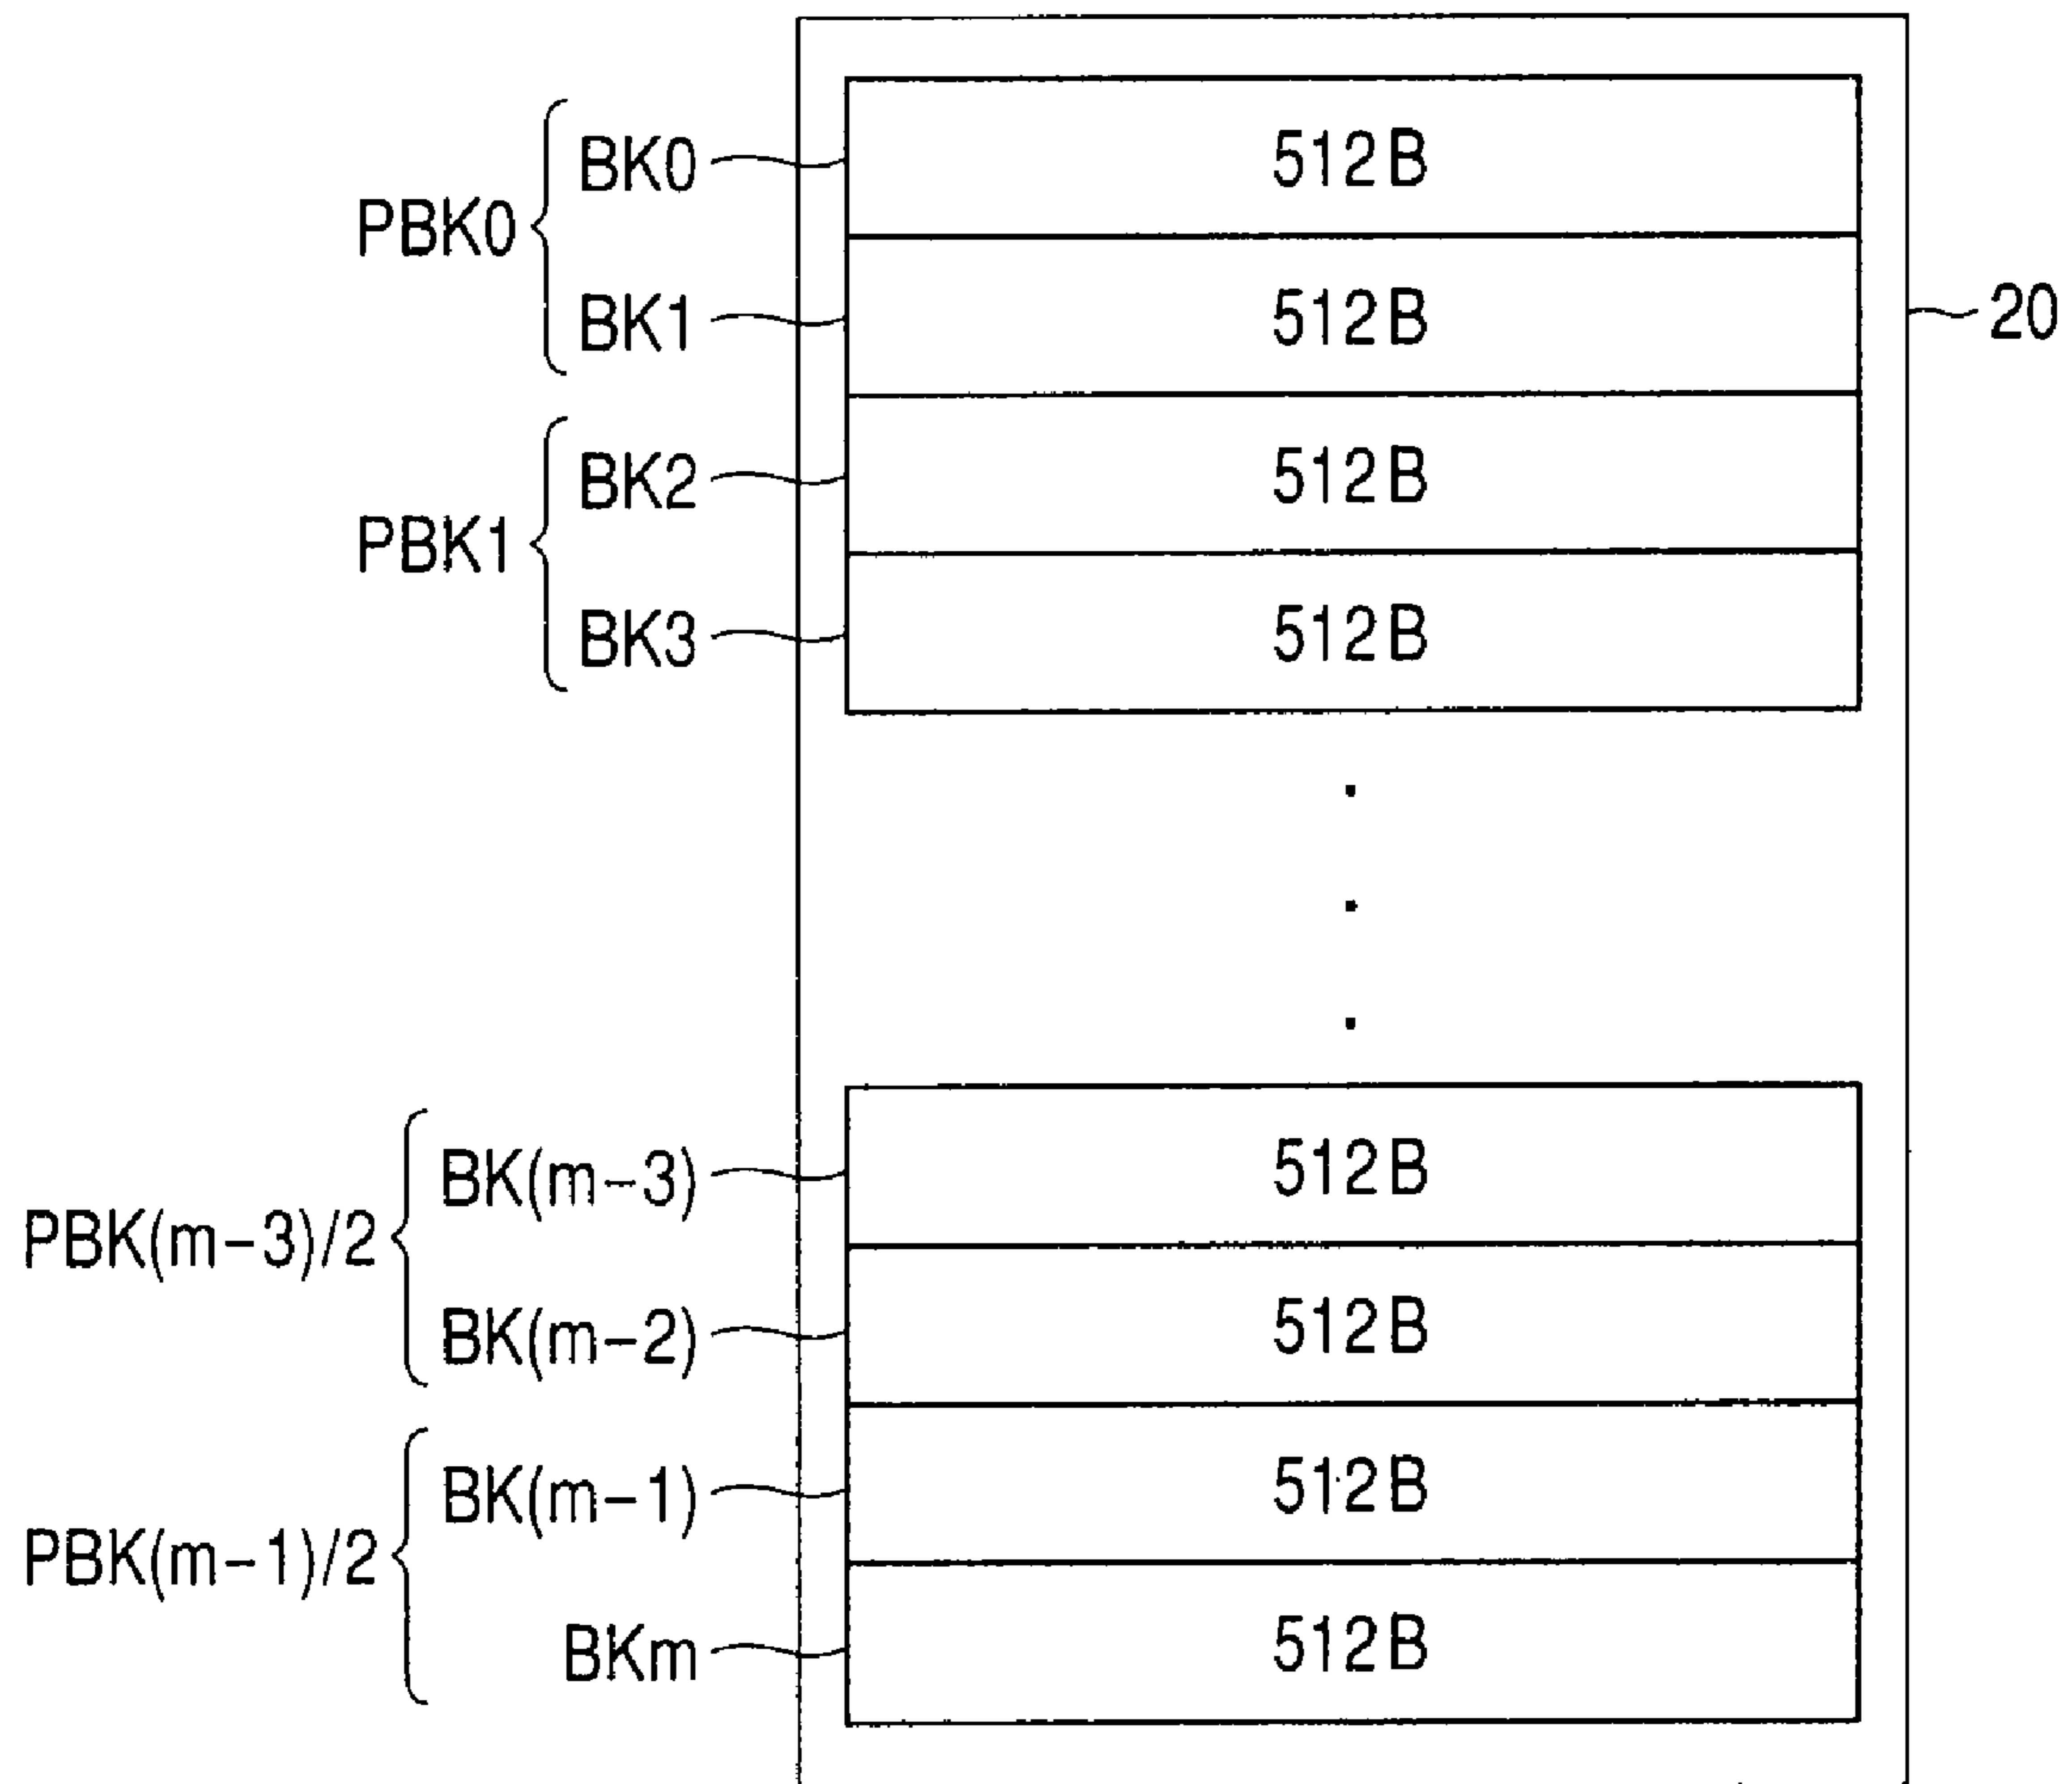 BK0 512B
PBK0
BK1 512B
20
BK2 512B
PBK1
BK3 512B
BK(m-3) 512B
PBK(m-3)/2
BK(m-2) 512B
BK(m-1) 512B
PBK(m-1)/2
BKm 512B